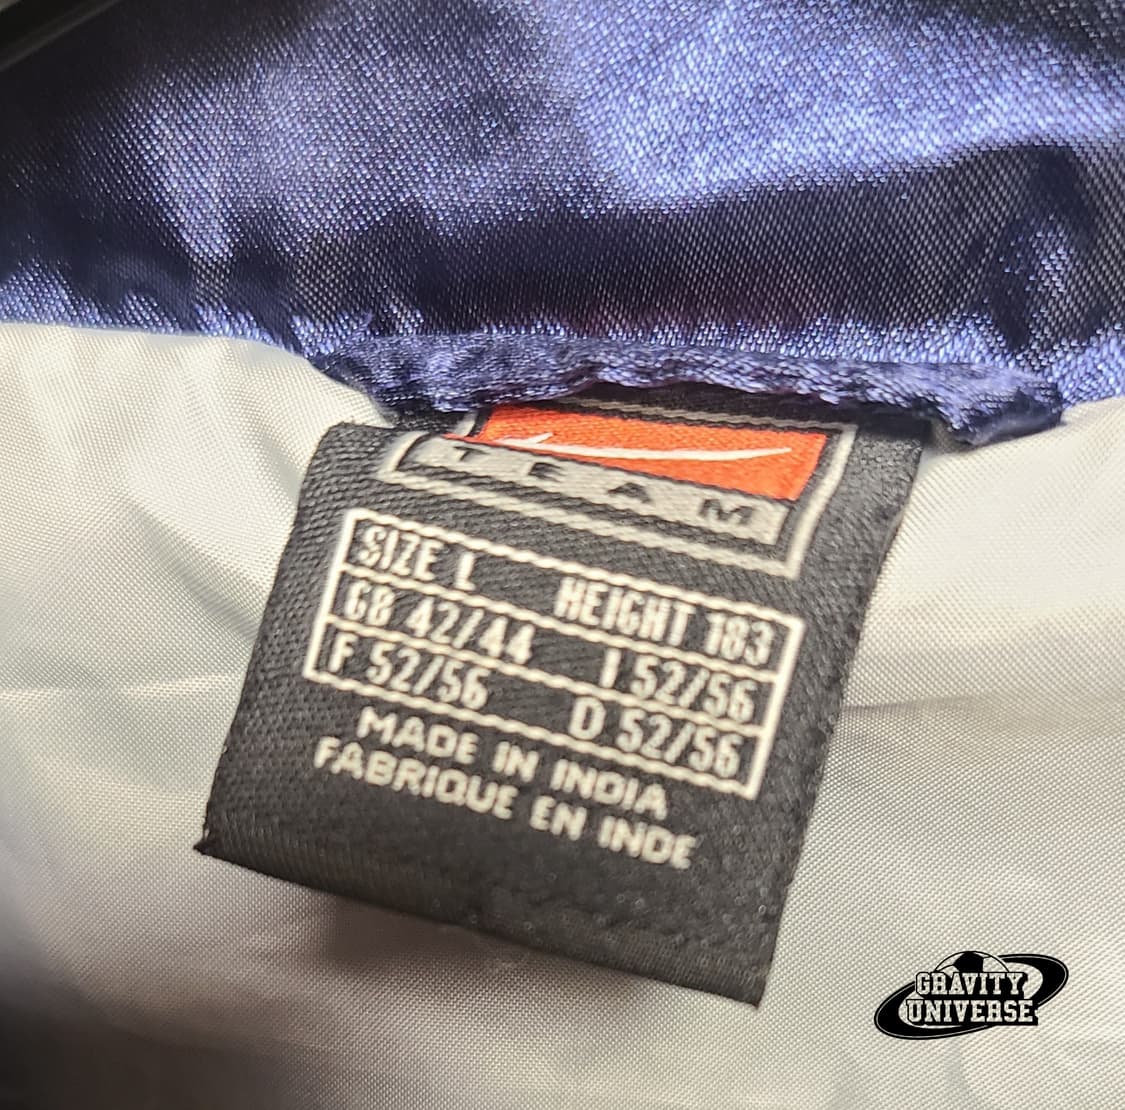 TEAM
SIZE L HEIGHT 183
GB 42/44 I 52/56
F 52/56 D 52/56
MADE IN INDIA
FABRIQUE EN INDE
GRAVITY
UNIVERSE